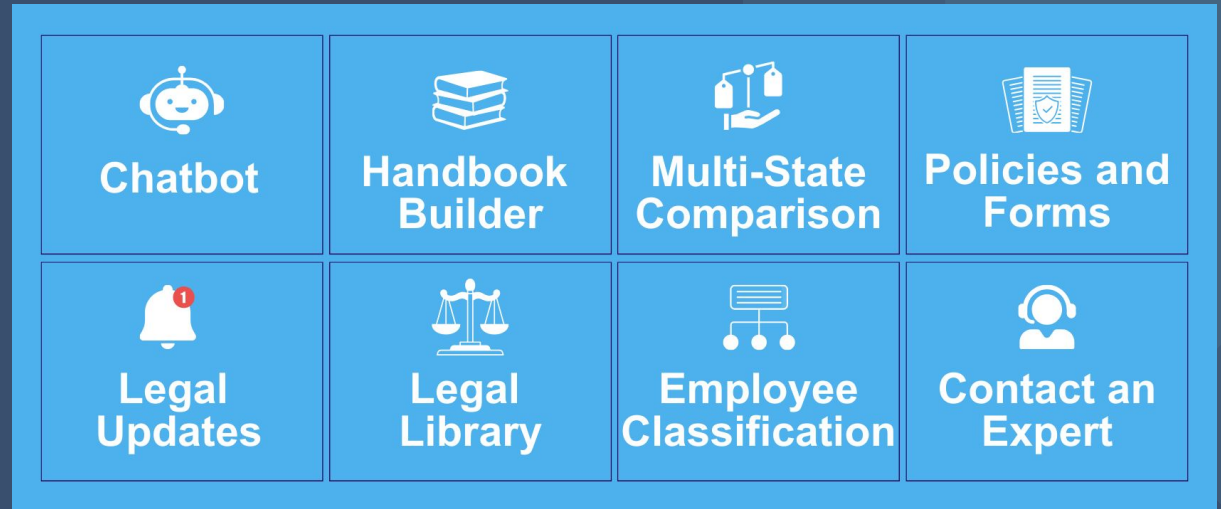 Chatbot
Handbook
Builder
Multi-State
Comparison
Policies and
Forms
1
Legal
Updates
Legal
Library
Employee
Classification
Contact an
Expert